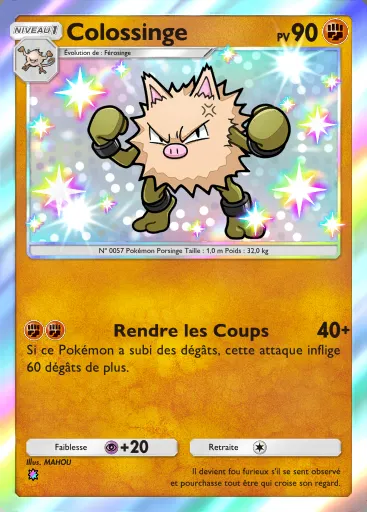 NIVEAU 1
Colossinge
PV 90
Évolution de : Férosinge
N° 0057 Pokémon Porsinge Taille : 1,0 m Poids : 32,0 kg
Rendre les Coups 40+
Si ce Pokémon a subi des dégâts, cette attaque inflige
60 dégâts de plus.
Faiblesse +20 Retraite
Illus. MAHOU
Il devient fou furieux s'il se sent observé
et pourchasse tout être qui croise son regard.